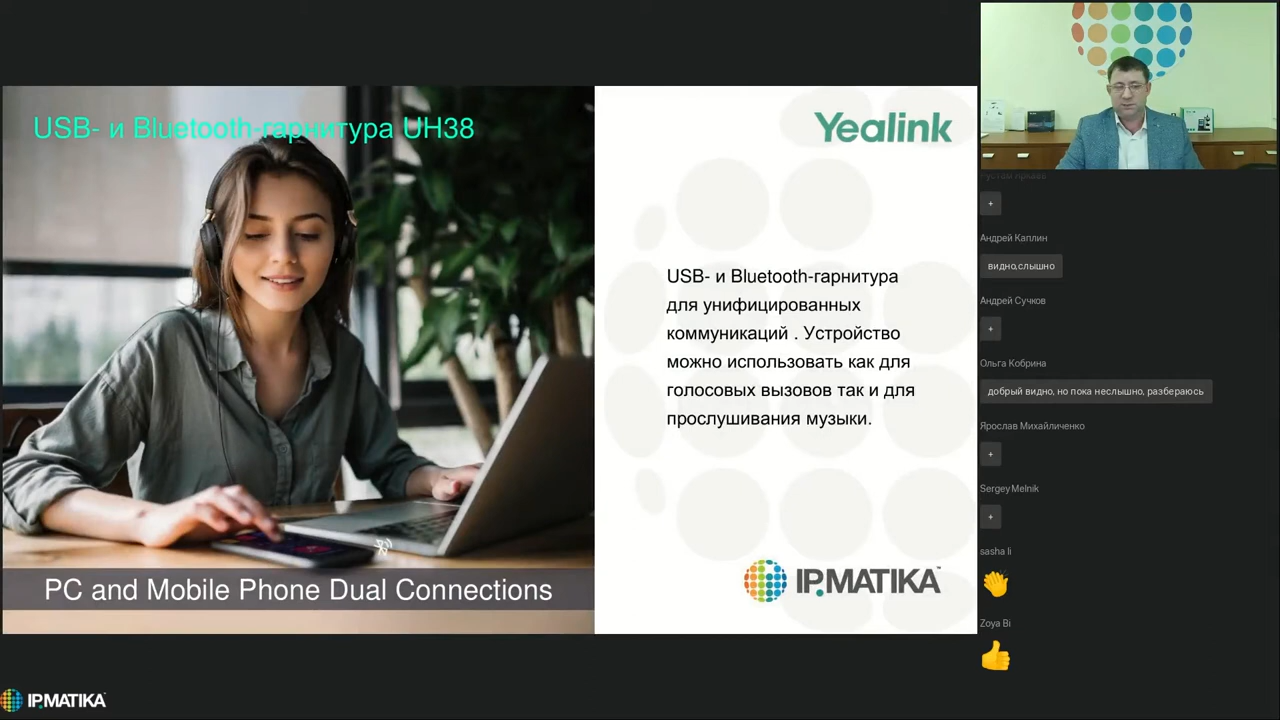 USB- и Bluetooth-гарнитура UH38
PC and Mobile Phone Dual Connections
Yealink
USB- и Bluetooth-гарнитура
для унифицированных
коммуникаций . Устройство
можно использовать как для
голосовых вызовов так и для
прослушивания музыки.
IPMATIKA™
IPMATIKA
+
Андрей Каплин
видно,слышно
Андрей Сучков
+
Ольга Кобрина
добрый видно, но пока неслышно, разбераюсь
Ярослав Михайличенко
+
Sergey Melnik
+
sasha li
Zoya Bi